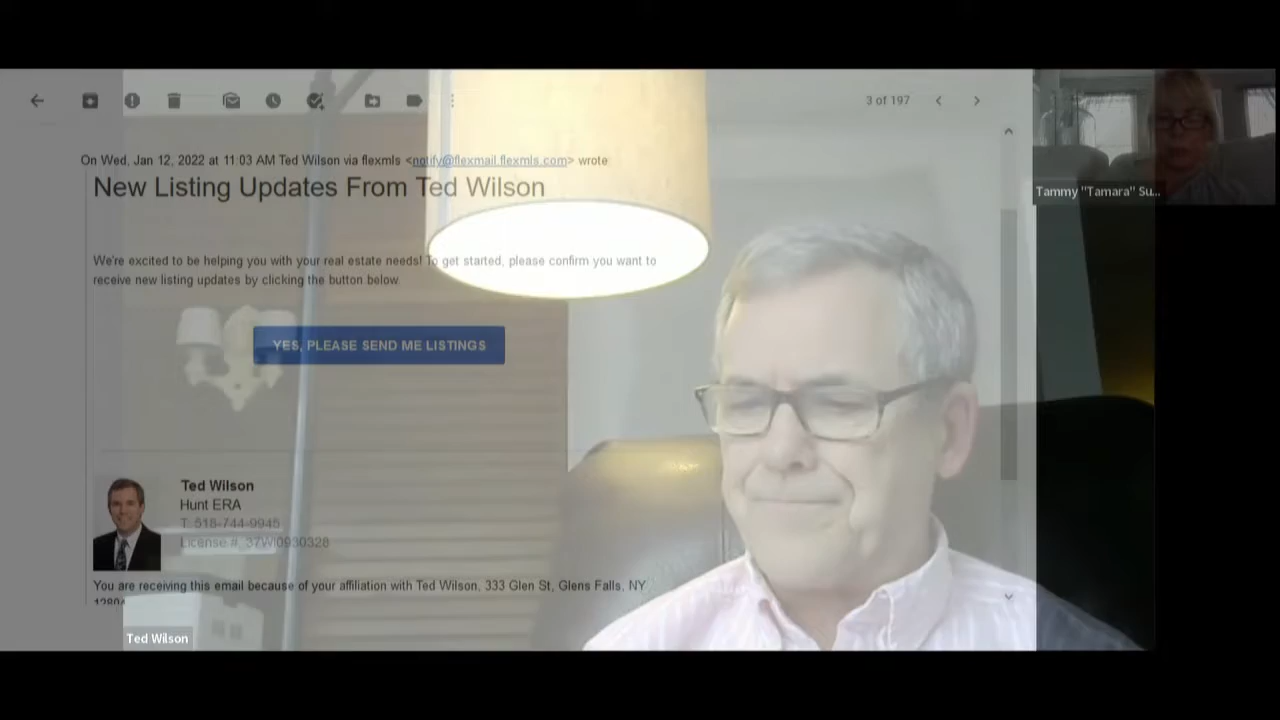 3 of 197
On Wed, Jan 12, 2022 at 11:03 AM Ted Wilson via flexmls <notify@flexmail.flexmls.com> wrote
New Listing Updates From Ted Wilson
We're excited to be helping you with your real estate needs! To get started, please confirm you want to
receive new listing updates by clicking the button below.
YES, PLEASE SEND ME LISTINGS
Ted Wilson
Hunt ERA
T: 518-744-9945
License #_37WI0930328
You are receiving this email because of your affiliation with Ted Wilson, 333 Glen St, Glens Falls, NY
12804
Tammy "Tamara" Su...
Ted Wilson